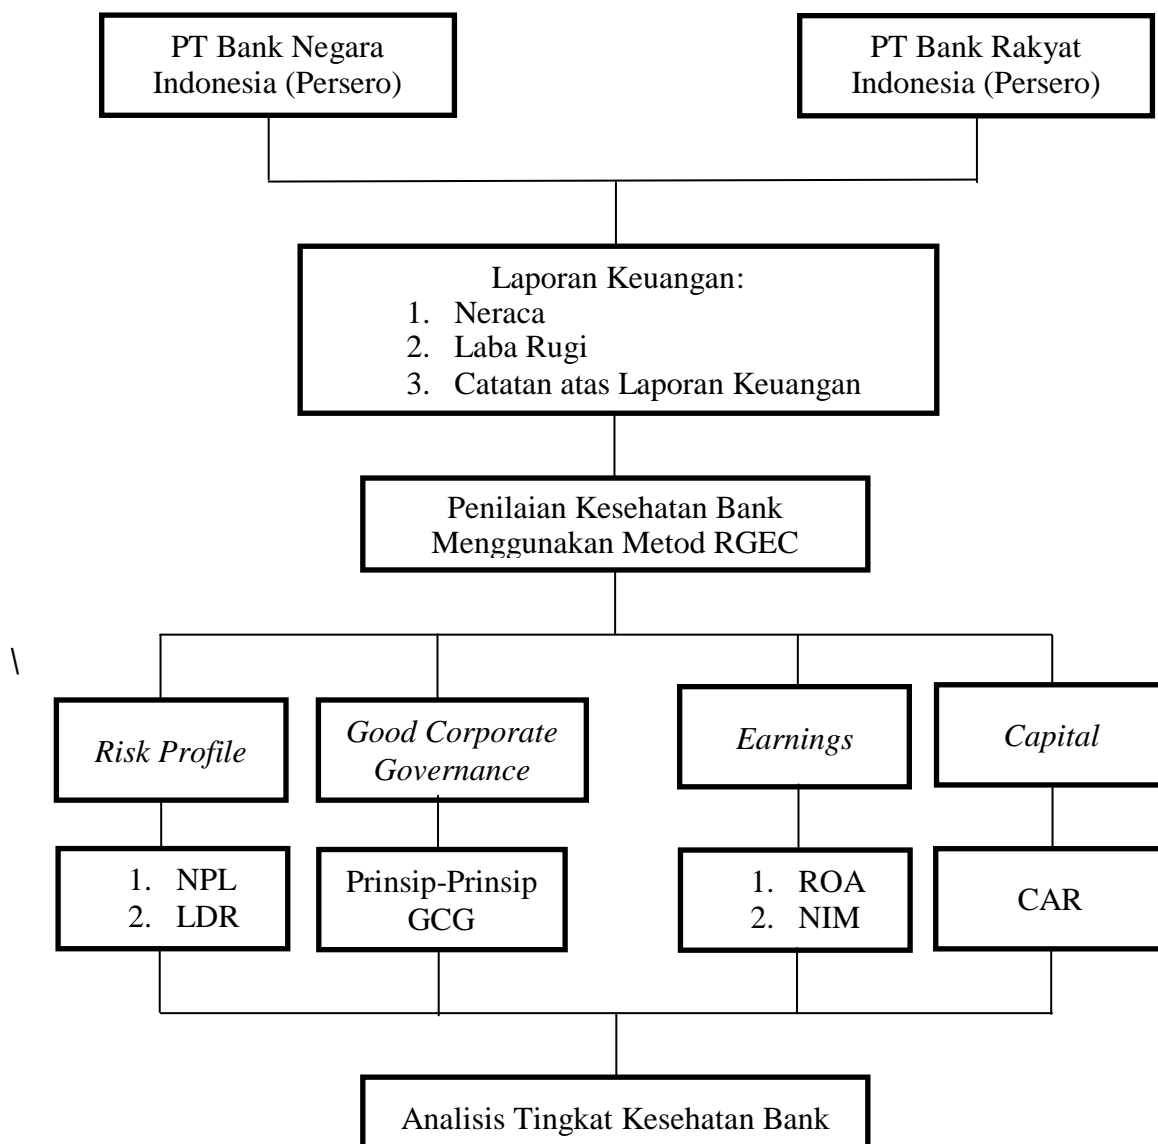 PT Bank Negara
Indonesia (Persero)
PT Bank Rakyat
Indonesia (Persero)
Laporan Keuangan:
1. Neraca
2. Laba Rugi
3. Catatan atas Laporan Keuangan
Penilaian Kesehatan Bank
Menggunakan Metod RGEC
\
Risk Profile
Good Corporate
Governance
Earnings
Capital
1. NPL
2. LDR
Prinsip-Prinsip
GCG
1. ROA
2. NIM
CAR
Analisis Tingkat Kesehatan Bank